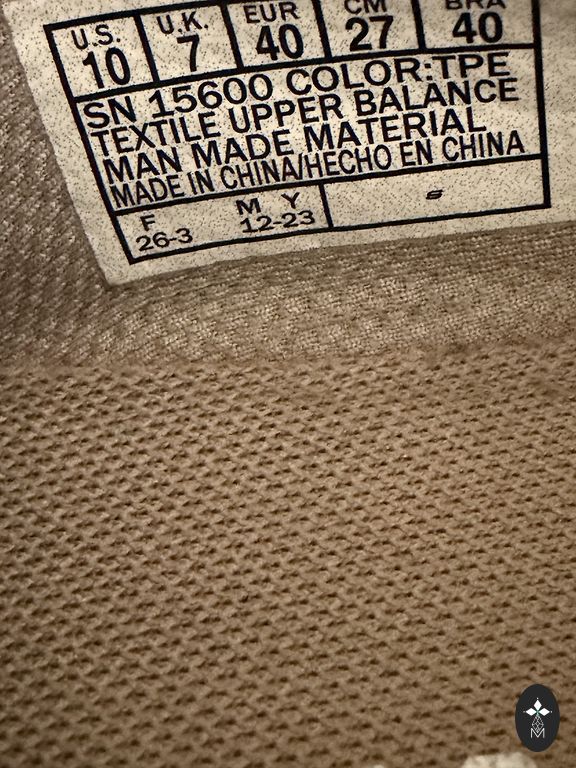 U.S. U.K. EUR CM BRA
10 7 40 27 40
SN 15600 COLOR:TPE
TEXTILE UPPER BALANCE
MAN MADE MATERIAL
MADE IN CHINA/HECHO EN CHINA
F M Y
26-3 12-23
6
M